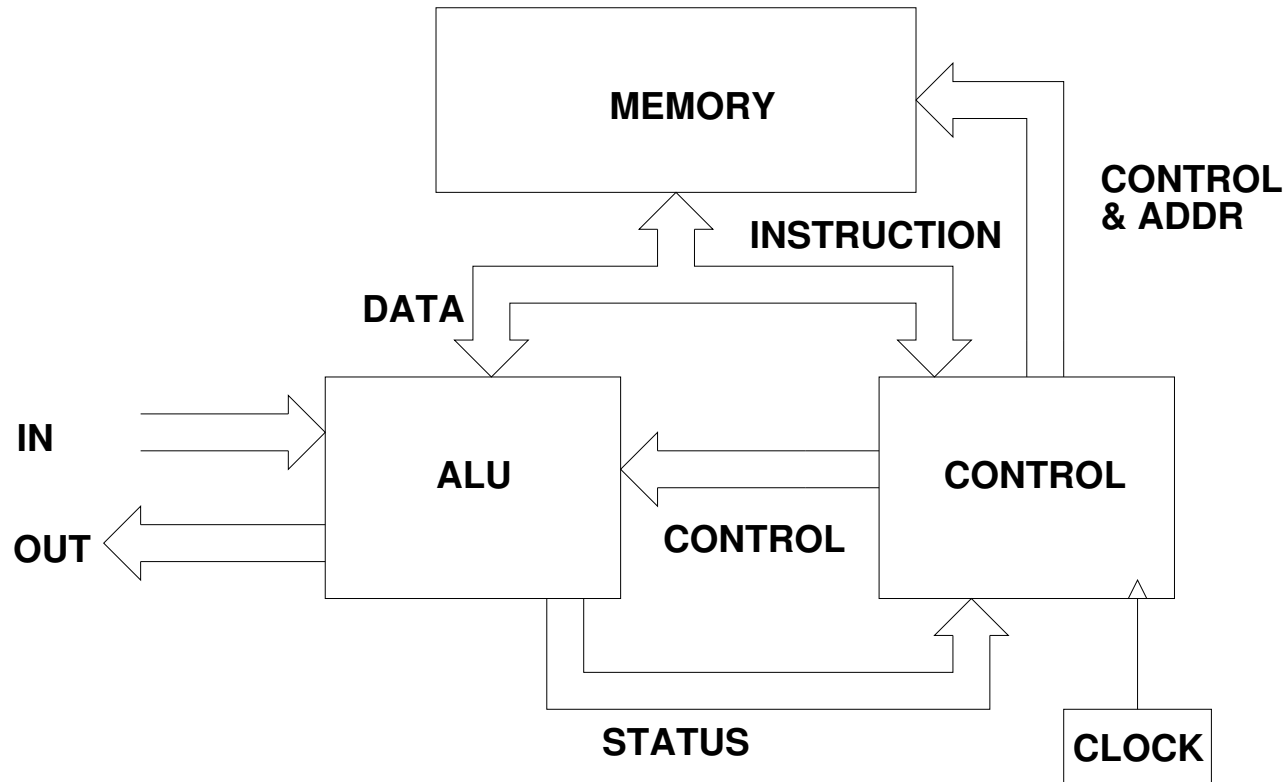 MEMORY
CONTROL
& ADDR
INSTRUCTION
DATA
IN
ALU
CONTROL
CONTROL
OUT
STATUS
CLOCK